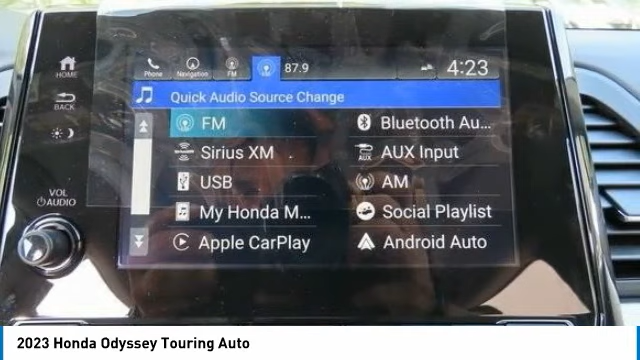 HOME
BACK
VOL
AUDIO
Phone
Navigation
FM
87.9
4:23
Quick Audio Source Change
FM
Bluetooth Au...
Sirius XM
AUX Input
AUX
USB
AM
My Honda M...
Social Playlist
Apple CarPlay
Android Auto
2023 Honda Odyssey Touring Auto